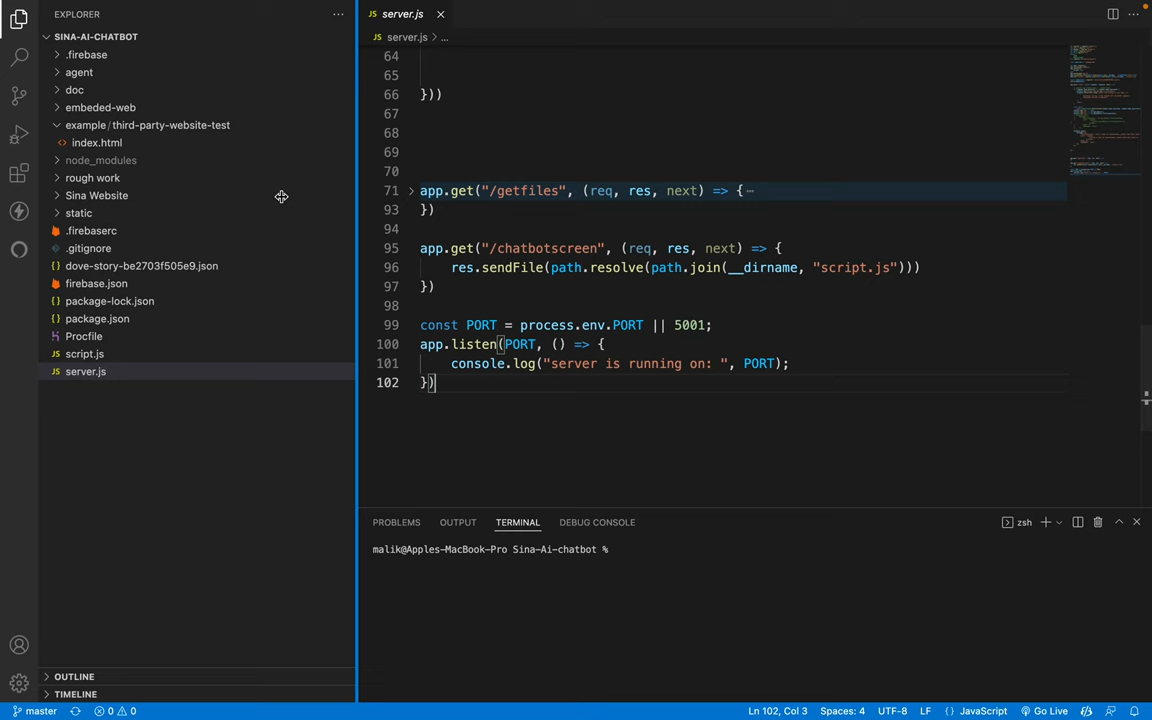 EXPLORER
SINA-AI-CHATBOT
.firebase
agent
doc
embeded-web
example / third-party-website-test
index.html
node_modules
rough work
Sina Website
static
.firebaserc
.gitignore
dove-story-be2703f505e9.json
firebase.json
package-lock.json
package.json
Procfile
JS script.js
JS server.js
OUTLINE
TIMELINE
JS server.js
JS server.js > ...
64
65
66 }))
67
68
69
70
71 app.get("/getfiles", (req, res, next) => {
93 })
94
95 app.get("/chatbotscreen", (req, res, next) => {
96 res.sendFile(path.resolve(path.join(__dirname, "script.js")))
97 })
98
99 const PORT = process.env.PORT || 5001;
100 app.listen(PORT, () => {
101 console.log("server is running on: ", PORT);
102 })
PROBLEMS OUTPUT TERMINAL DEBUG CONSOLE zsh
malik@Apples-MacBook-Pro Sina-Ai-chatbot %
master 0 0 Ln 102, Col 3 Spaces: 4 UTF-8 LF {} JavaScript Go Live